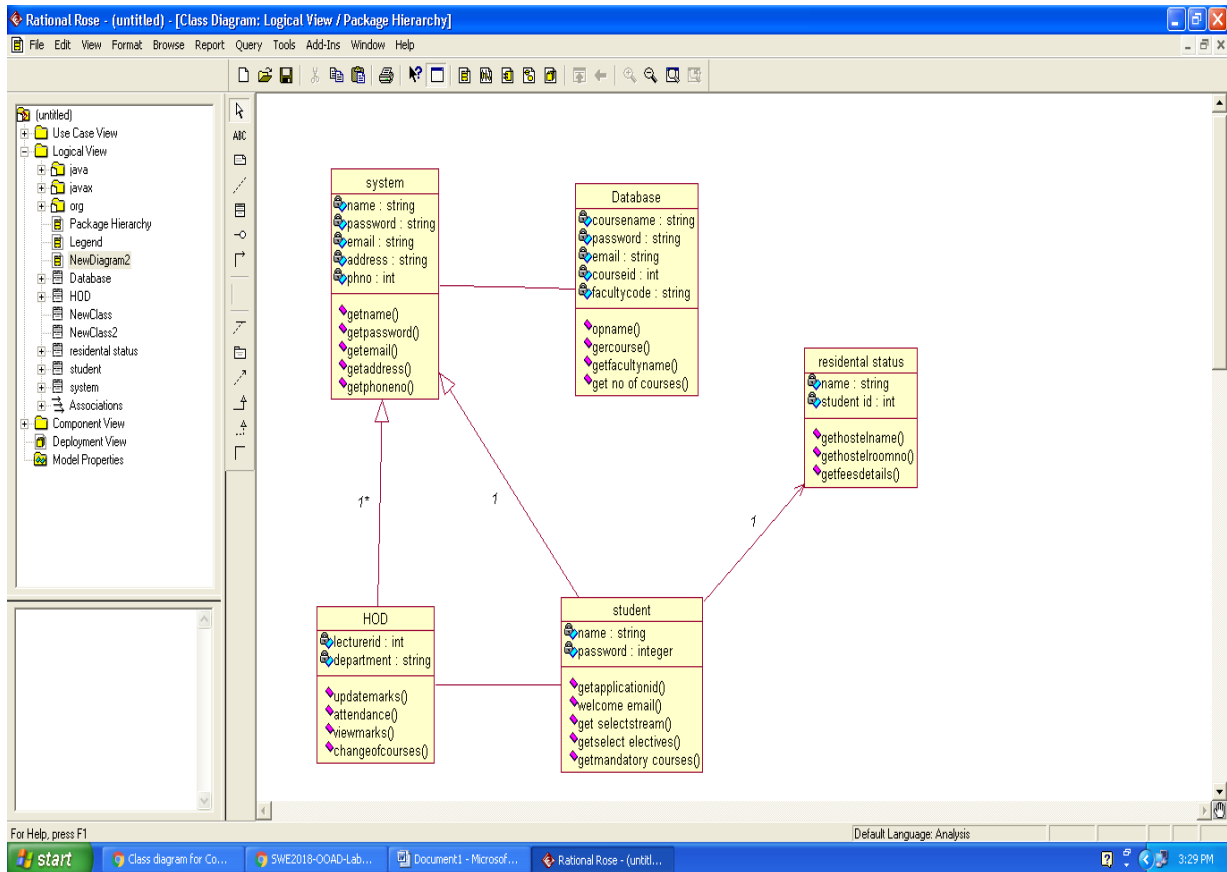 Rational Rose - (untitled) - [Class Diagram: Logical View / Package Hierarchy]
File Edit View Format Browse Report Query Tools Add-Ins Window Help
(untitled)
Use Case View
Logical View
java
javax
org
Package Hierarchy
Legend
NewDiagram2
Database
HOD
NewClass
NewClass2
residental status
student
system
Associations
Component View
Deployment View
Model Properties
ABC
system
name : string
password : string
email : string
address : string
phno : int
getname()
getpassword()
getemail()
getaddress()
getphoneno()
Database
coursename : string
password : string
email : string
courseid : int
facultycode : string
opname()
gercourse()
getfacultyname()
get no of courses()
residental status
name : string
student id : int
gethostelname()
gethostelroomno()
getfeesdetails()
1*
1
1
HOD
lecturerid : int
department : string
updatemarks()
attendance()
viewmarks()
changeofcourses()
student
name : string
password : integer
getapplicationid()
welcome email()
get selectstream()
getselect electives()
getmandatory courses()
For Help, press F1
Default Language: Analysis
start
Class diagram for Co...
SWE2018-OOAD-Lab...
Document1 - Microsof...
Rational Rose - (untitl...
3:29 PM